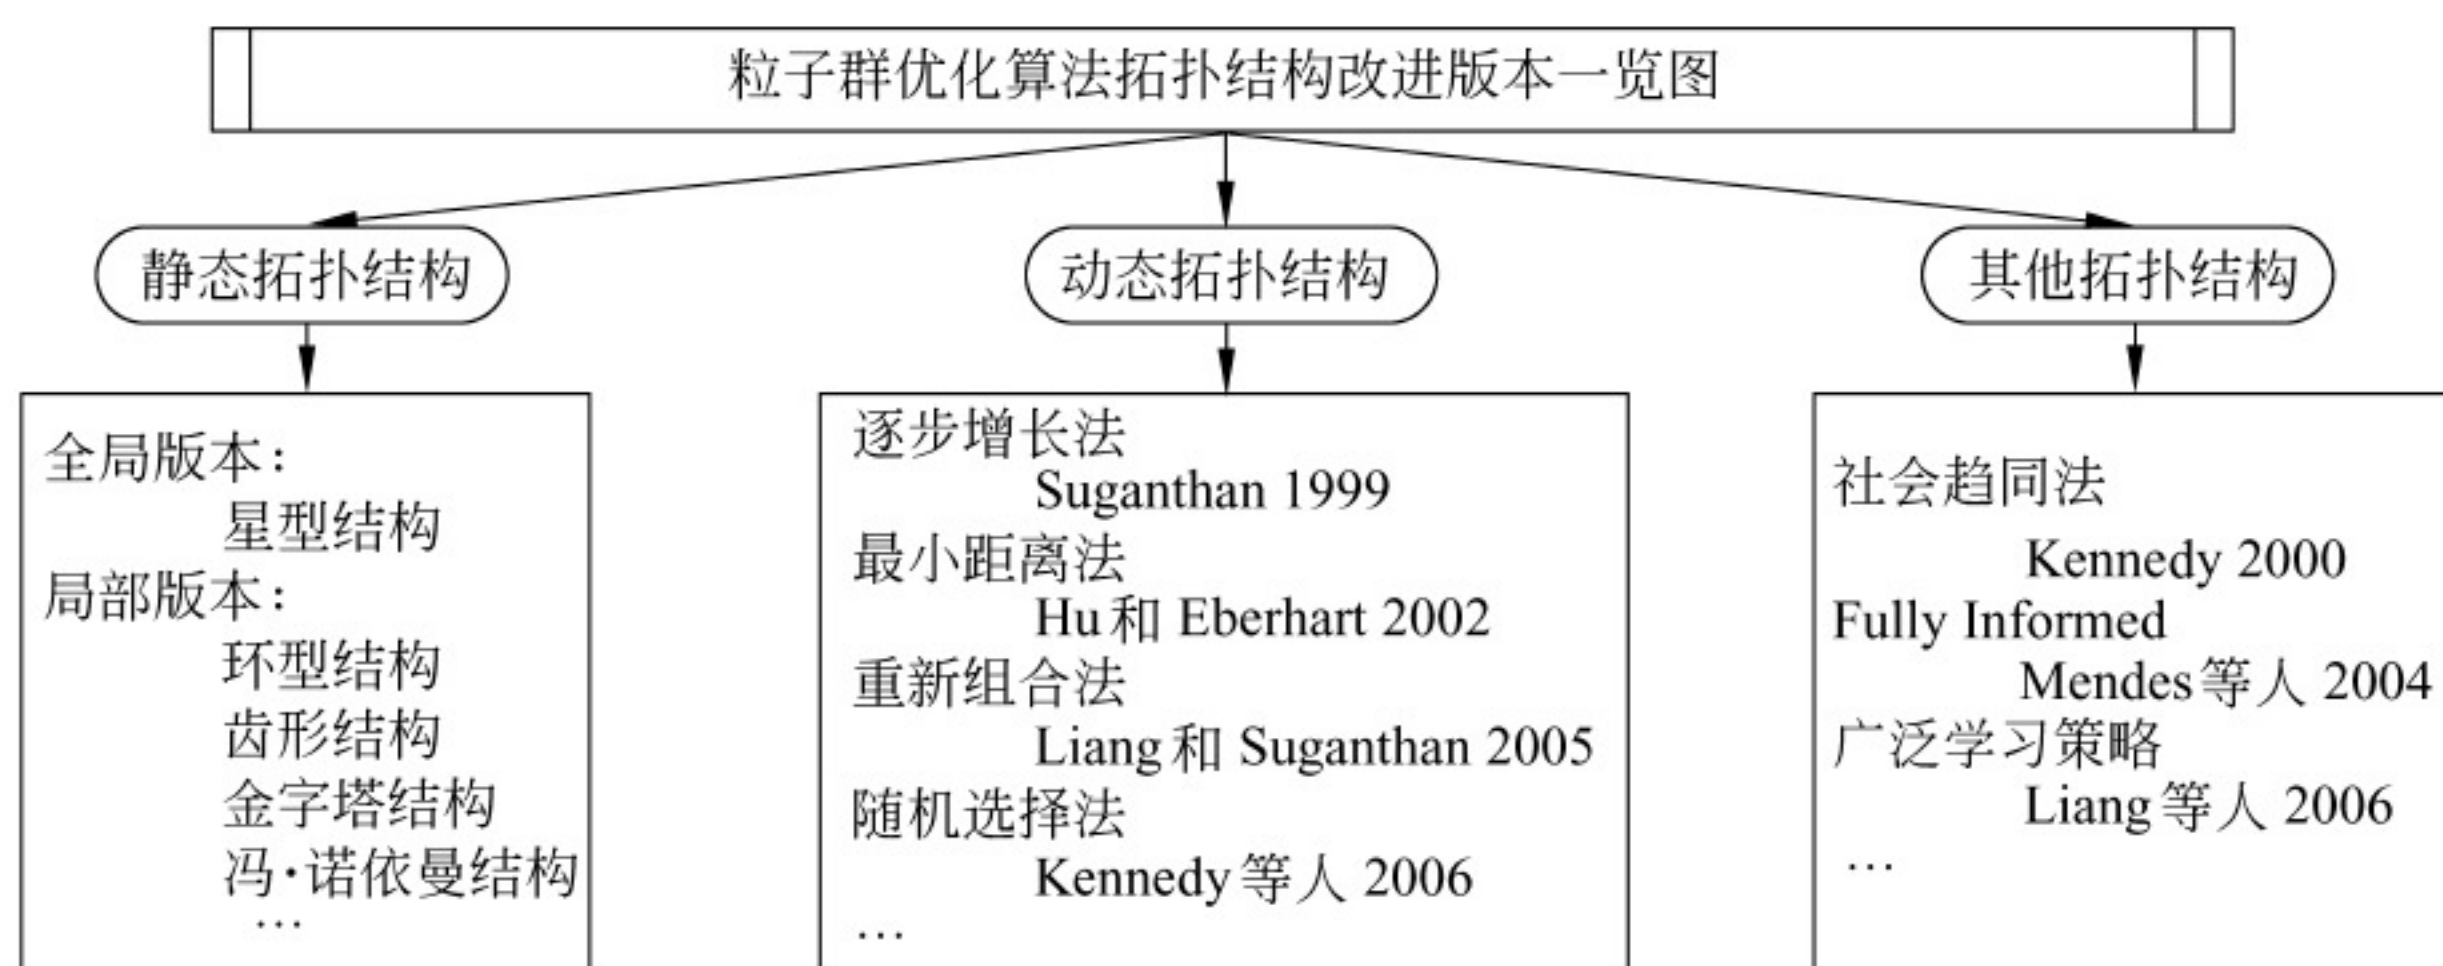 粒子群优化算法拓扑结构改进版本一览图
静态拓扑结构
动态拓扑结构
其他拓扑结构
全局版本：
星型结构
局部版本：
环型结构
齿形结构
金字塔结构
冯·诺依曼结构
…
逐步增长法
Suganthan 1999
最小距离法
Hu和 Eberhart 2002
重新组合法
Liang和 Suganthan 2005
随机选择法
Kennedy等人 2006
…
社会趋同法
Kennedy 2000
Fully Informed
Mendes等人 2004
广泛学习策略
Liang等人 2006
…